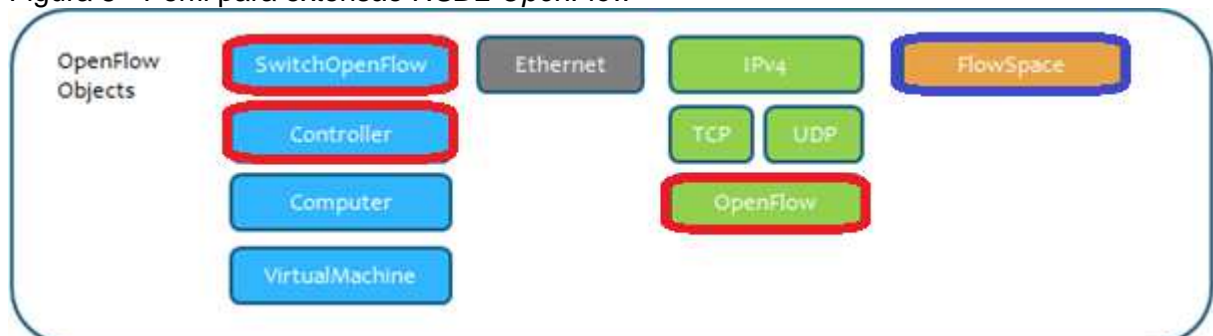 OpenFlow
Objects
SwitchOpenFlow
Ethernet
IPv4
FlowSpace
Controller
TCP
UDP
Computer
OpenFlow
VirtualMachine